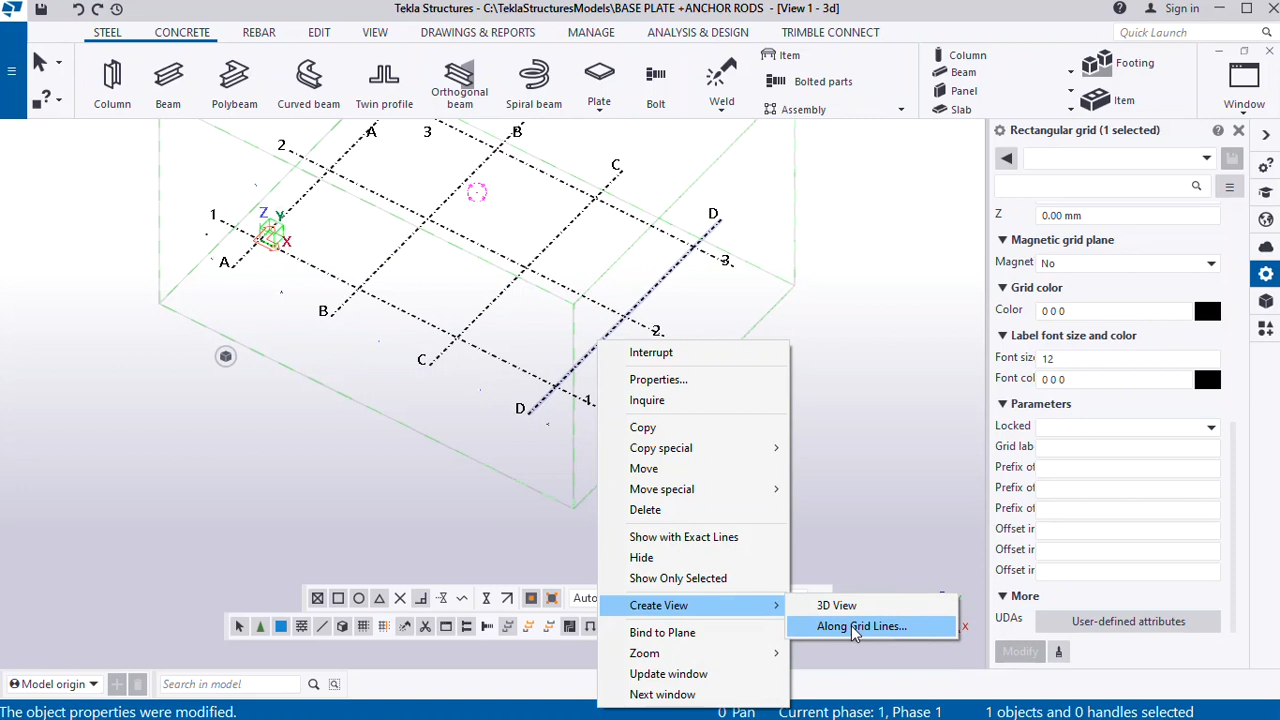 Tekla Structures - C:\TeklaStructuresModels\BASE PLATE +ANCHOR RODS - [View 1 - 3d]
Sign in
STEEL CONCRETE REBAR EDIT VIEW DRAWINGS & REPORTS MANAGE ANALYSIS & DESIGN TRIMBLE CONNECT
Quick Launch
Column
Beam
Polybeam
Curved beam
Twin profile
Orthogonal
beam
Spiral beam
Plate
Bolt
Weld
Item
Bolted parts
Assembly
Column
Beam
Panel
Slab
Footing
Item
Window
Rectangular grid (1 selected)
Z 0.00 mm
Magnetic grid plane
Magnet No
Grid color
Color 0 0 0
Label font size and color
Font size 12
Font col 0 0 0
Parameters
Locked
Grid lab
Prefix of
Prefix of
Prefix of
Offset ir
Offset ir
Offset ir
More
UDAs User-defined attributes
Modify
A 3 B
2
C
1 Z Y D
X
A 3
B
2
C
D 1
Interrupt
Properties...
Inquire
Copy
Copy special
Move
Move special
Delete
Show with Exact Lines
Hide
Show Only Selected
Create View
Bind to Plane
Zoom
Update window
Next window
3D View
Along Grid Lines...
Auto
X
Model origin
Search in model
The object properties were modified.
0 Pan
Current phase: 1, Phase 1
1 objects and 0 handles selected